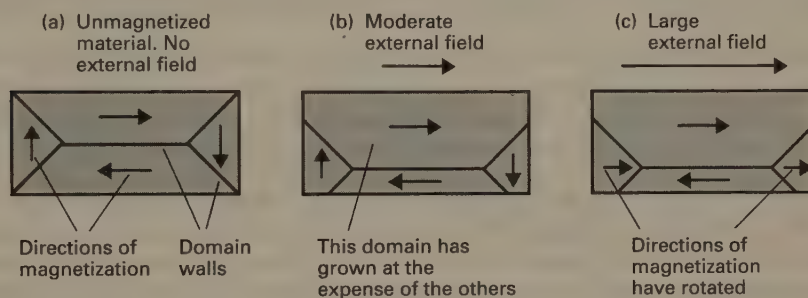 (a) Unmagnetized
material. No
external field
(b) Moderate
external field
(c) Large
external field
Directions of
magnetization
Domain
walls
This domain has
grown at the
expense of the others
Directions of
magnetization
have rotated